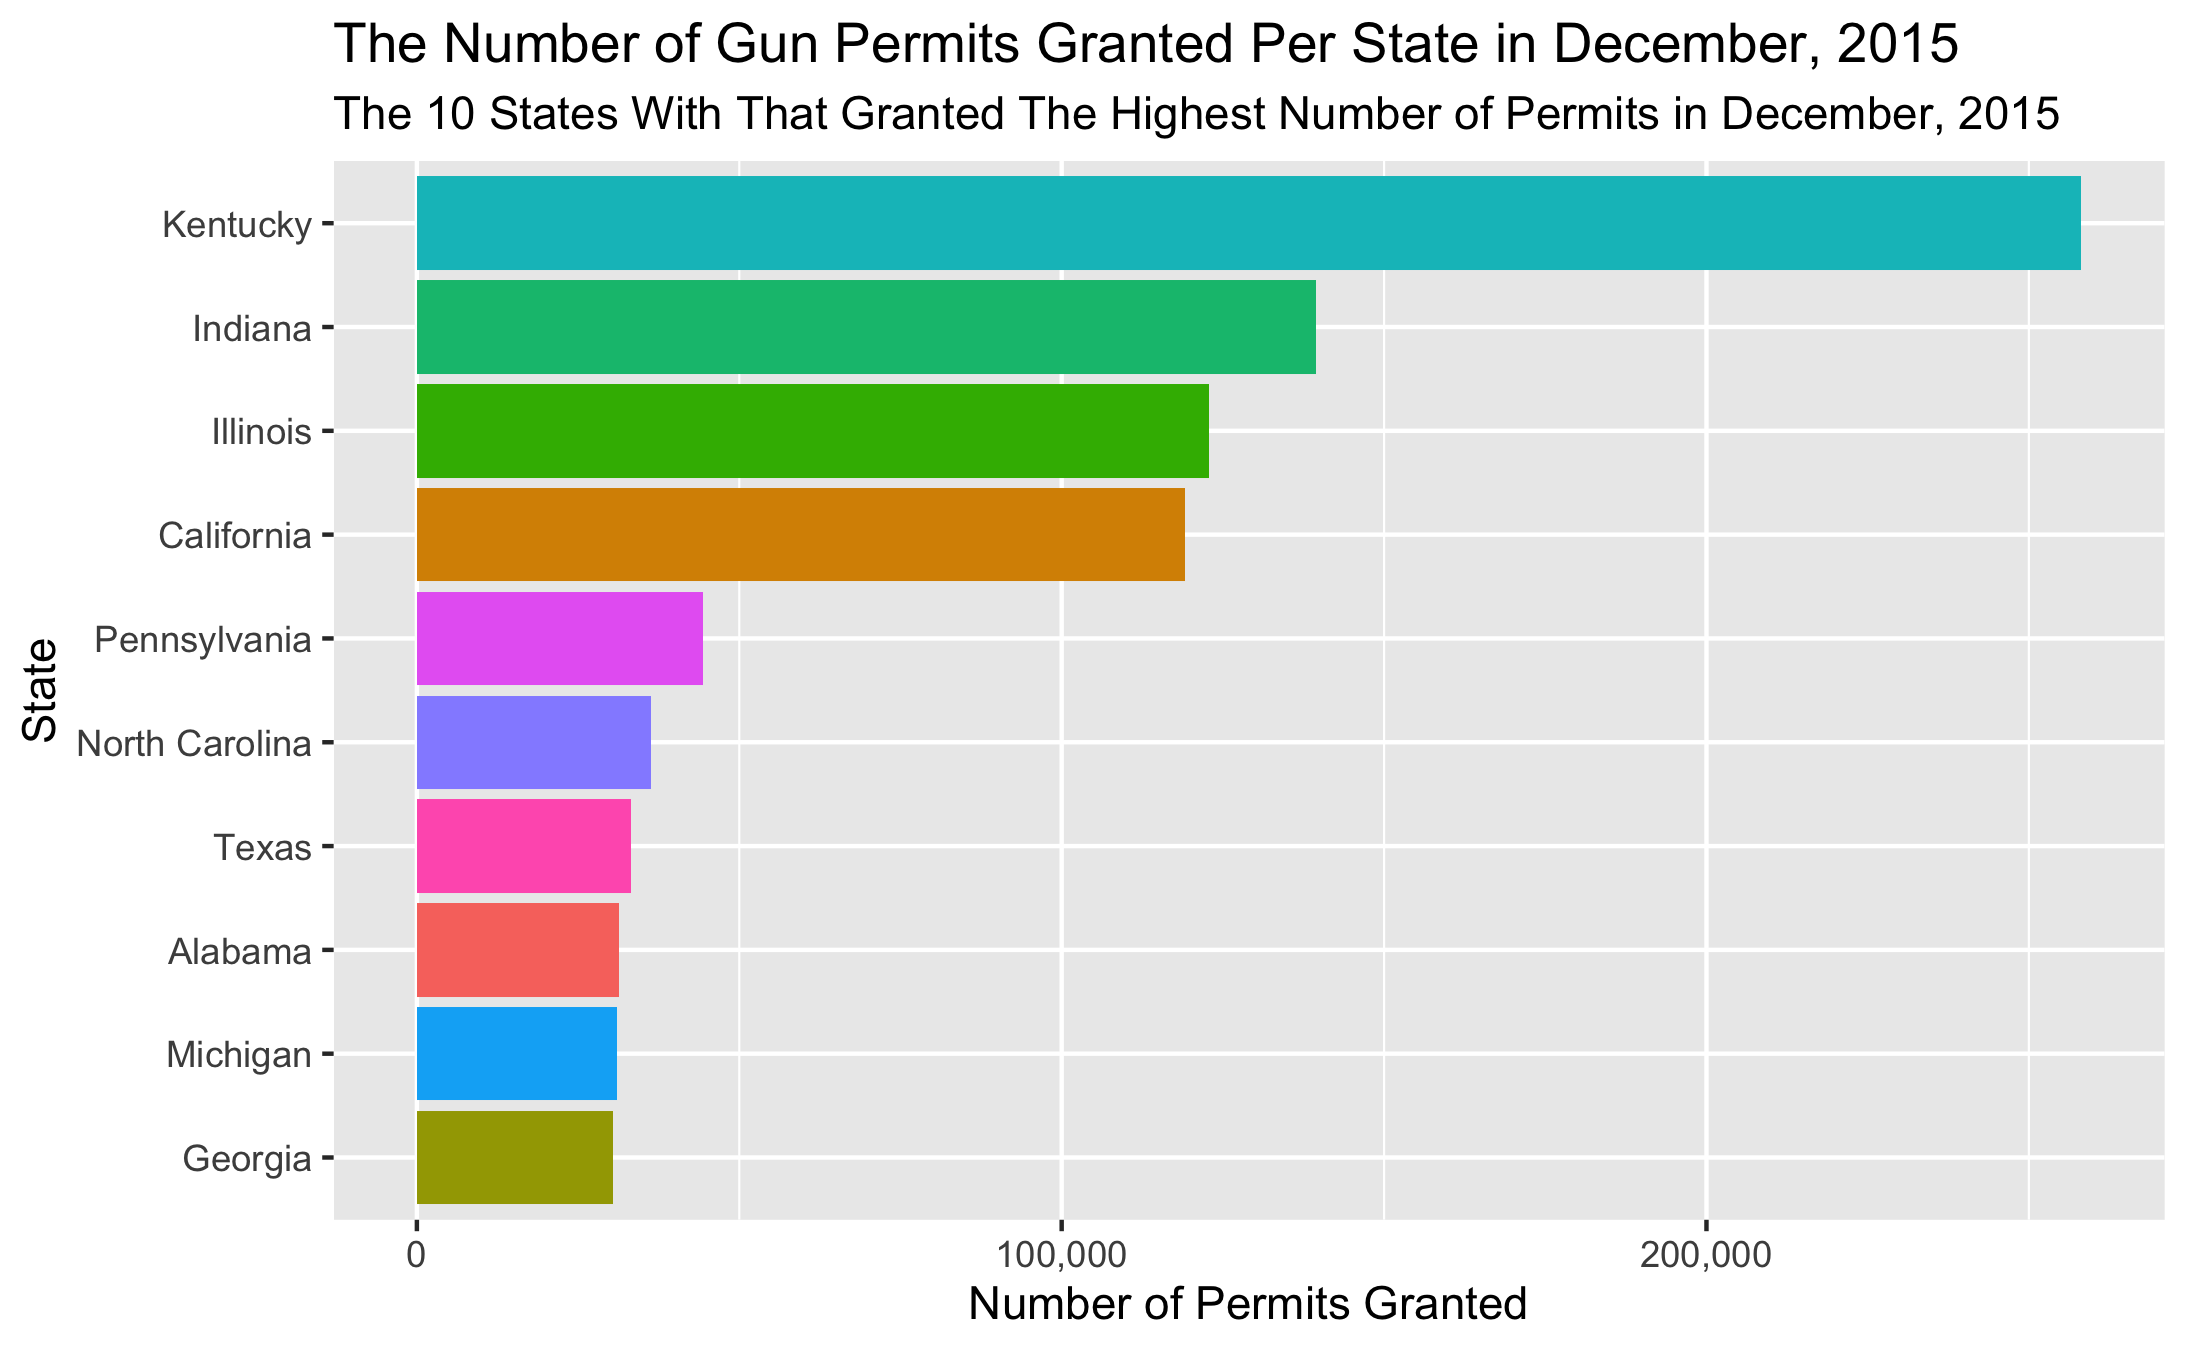 The Number of Gun Permits Granted Per State in December, 2015
The 10 States With That Granted The Highest Number of Permits in December, 2015
Kentucky
Indiana
Illinois
California
Pennsylvania
North Carolina
Texas
Alabama
Michigan
Georgia
State
0
100,000
200,000
Number of Permits Granted